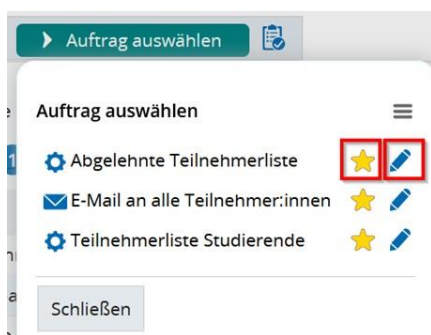 Auftrag auswählen
Auftrag auswählen
Abgelehnte Teilnehmerliste
E-Mail an alle Teilnehmer:innen
Teilnehmerliste Studierende
Schließen